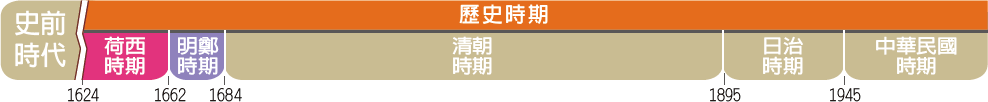 史前
時代
歷史時期
荷西
時期
明鄭
時期
清朝
時期
日治
時期
中華民國
時期
1624
1662
1684
1895
1945